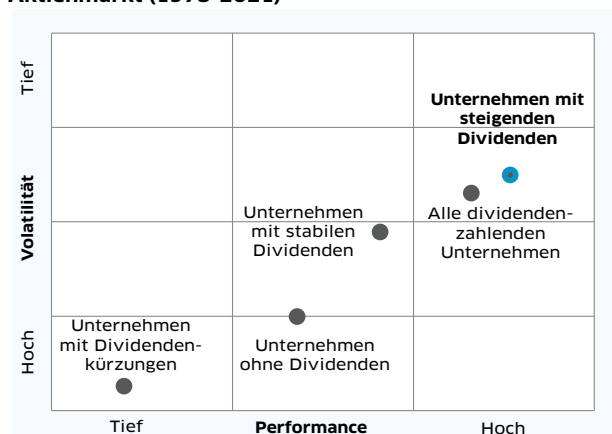 Aktienmarkt (1973-2021)
Tief
Volatilität
Hoch
Unternehmen mit
steigenden
Dividenden
Alle dividenden-
zahlenden
Unternehmen
Unternehmen
mit stabilen
Dividenden
Unternehmen
ohne Dividenden
Unternehmen
mit Dividenden-
kürzungen
Tief
Performance
Hoch